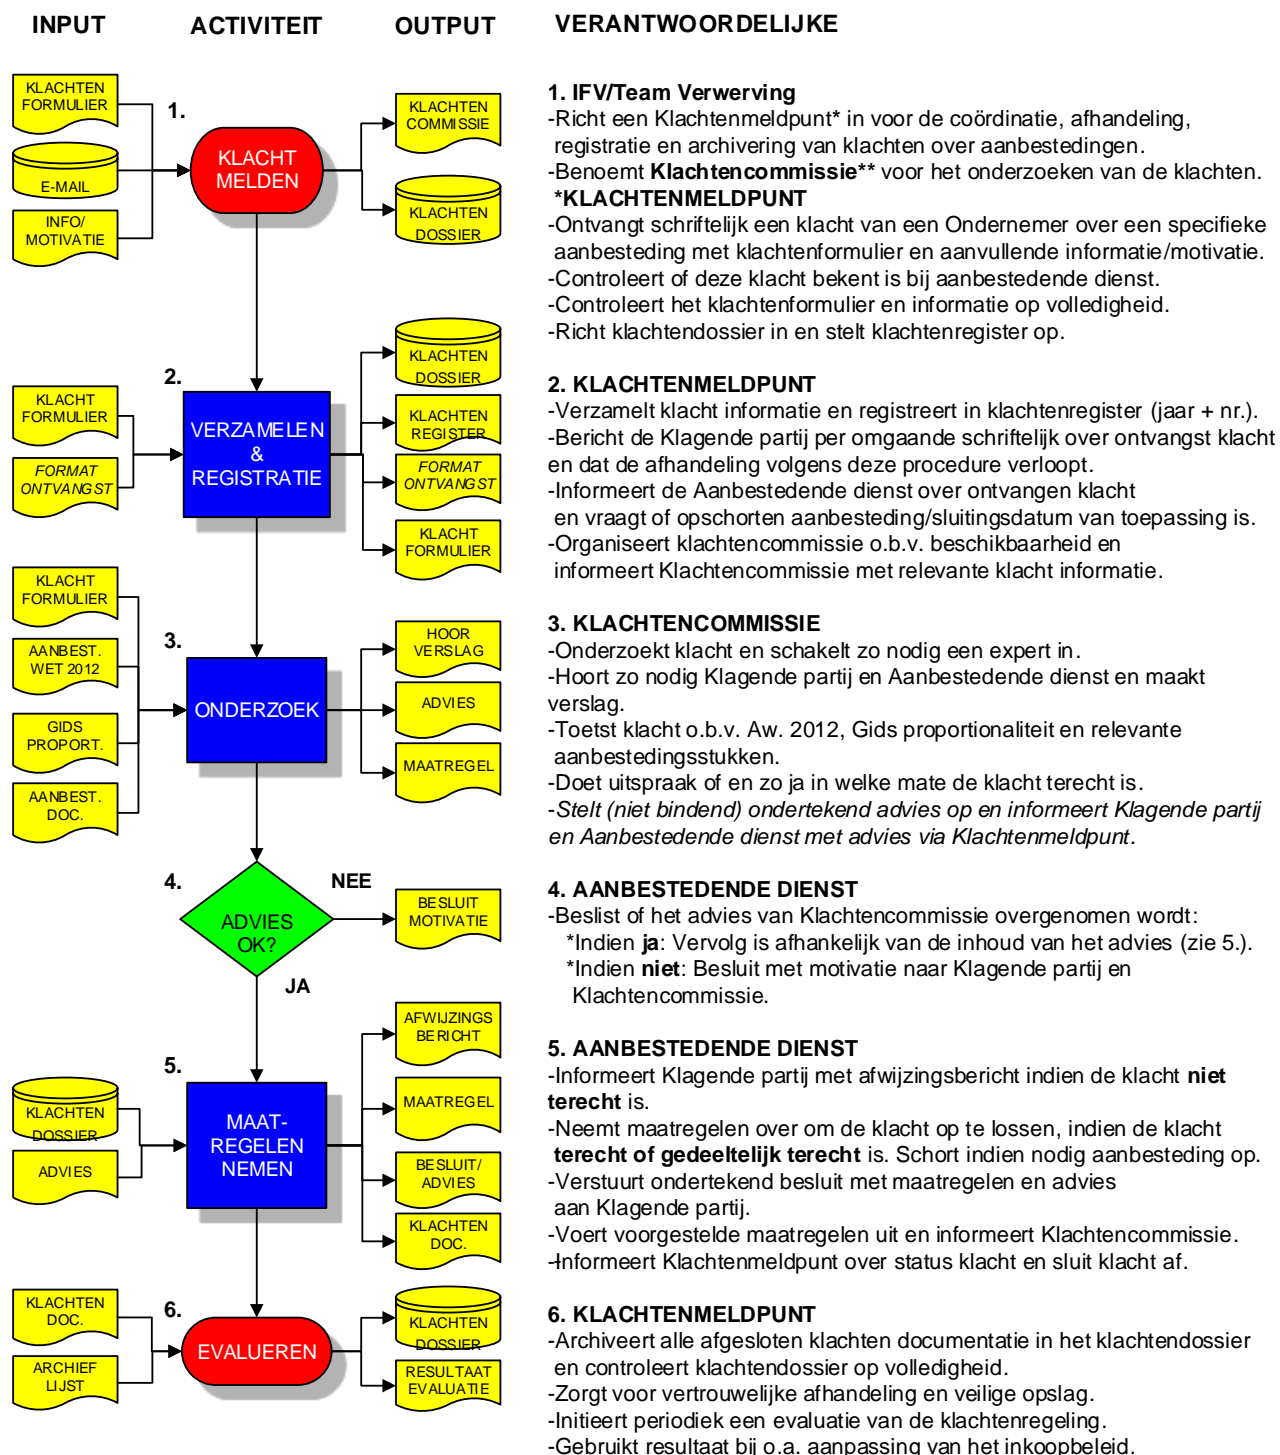 INPUT
ACTIVITEIT
OUTPUT
VERANTWOORDELIJKE
KLACHTEN
FORMULIER
E-MAIL
INFO/
MOTIVATIE
1.
KLACHT
MELDEN
KLACHTEN
COMMISSIE
KLACHTEN
DOSSIER
1. IFV/Team Verwerving
-Richt een Klachtenmeldpunt* in voor de coördinatie, afhandeling,
registratie en archivering van klachten over aanbestedingen.
-Benoemt Klachtencommissie** voor het onderzoeken van de klachten.
*KLACHTENMELDPUNT
-Ontvangt schriftelijk een klacht van een Ondernemer over een specifieke
aanbesteding met klachtenformulier en aanvullende informatie/motivatie.
-Controleert of deze klacht bekent is bij aanbestedende dienst.
-Controleert het klachtenformulier en informatie op volledigheid.
-Richt klachtendossier in en stelt klachtenregister op.
KLACHT
FORMULIER
FORMAT
ONTVANGST
2.
VERZAMELEN
&
REGISTRATIE
KLACHTEN
DOSSIER
KLACHTEN
REGISTER
FORMAT
ONTVANGST
KLACHT
FORMULIER
2. KLACHTENMELDPUNT
-Verzamelt klacht informatie en registreert in klachtenregister (jaar + nr.).
-Bericht de Klagende partij per omgaande schriftelijk over ontvangst klacht
en dat de afhandeling volgens deze procedure verloopt.
-Informeert de Aanbestedende dienst over ontvangen klacht
en vraagt of opschorten aanbesteding/sluitingsdatum van toepassing is.
-Organiseert klachtencommissie o.b.v. beschikbaarheid en
informeert Klachtencommissie met relevante klacht informatie.
KLACHT
FORMULIER
AANBEST.
WET 2012
GIDS
PROPORT.
AANBEST.
DOC.
3.
ONDERZOEK
HOOR
VERSLAG
ADVIES
MAATREGEL
3. KLACHTENCOMMISSIE
-Onderzoekt klacht en schakelt zo nodig een expert in.
-Hoort zo nodig Klagende partij en Aanbestedende dienst en maakt
verslag.
-Toetst klacht o.b.v. Aw. 2012, Gids proportionaliteit en relevante
aanbestedingsstukken.
-Doet uitspraak of en zo ja in welke mate de klacht terecht is.
-Stelt (niet bindend) ondertekend advies op en informeert Klagende partij
en Aanbestedende dienst met advies via Klachtenmeldpunt.
4.
ADVIES
OK?
NEE
JA
BESLUIT
MOTIVATIE
4. AANBESTEDENDE DIENST
-Beslist of het advies van Klachtencommissie overgenomen wordt:
*Indien ja: Vervolg is afhankelijk van de inhoud van het advies (zie 5.).
*Indien niet: Besluit met motivatie naar Klagende partij en
Klachtencommissie.
KLACHTEN
DOSSIER
ADVIES
5.
MAAT-
REGELEN
NEMEN
AFWIJZINGS
BERICHT
MAATREGEL
BESLUIT/
ADVIES
KLACHTEN
DOC.
5. AANBESTEDENDE DIENST
-Informeert Klagende partij met afwijzingsbericht indien de klacht niet
terecht is.
-Neemt maatregelen over om de klacht op te lossen, indien de klacht
terecht of gedeeltelijk terecht is. Schort indien nodig aanbesteding op.
-Verstuurt ondertekend besluit met maatregelen en advies
aan Klagende partij.
-Voert voorgestelde maatregelen uit en informeert Klachtencommissie.
-Informeert Klachtenmeldpunt over status klacht en sluit klacht af.
KLACHTEN
DOC.
ARCHIEF
LIJST
6.
EVALUEREN
KLACHTEN
DOSSIER
RESULTAAT
EVALUATIE
6. KLACHTENMELDPUNT
-Archiveert alle afgesloten klachten documentatie in het klachtendossier
en controleert klachtendossier op volledigheid.
-Zorgt voor vertrouwelijke afhandeling en veilige opslag.
-Initieert periodiek een evaluatie van de klachtenregeling.
-Gebruikt resultaat bij o.a. aanpassing van het inkoopbeleid.